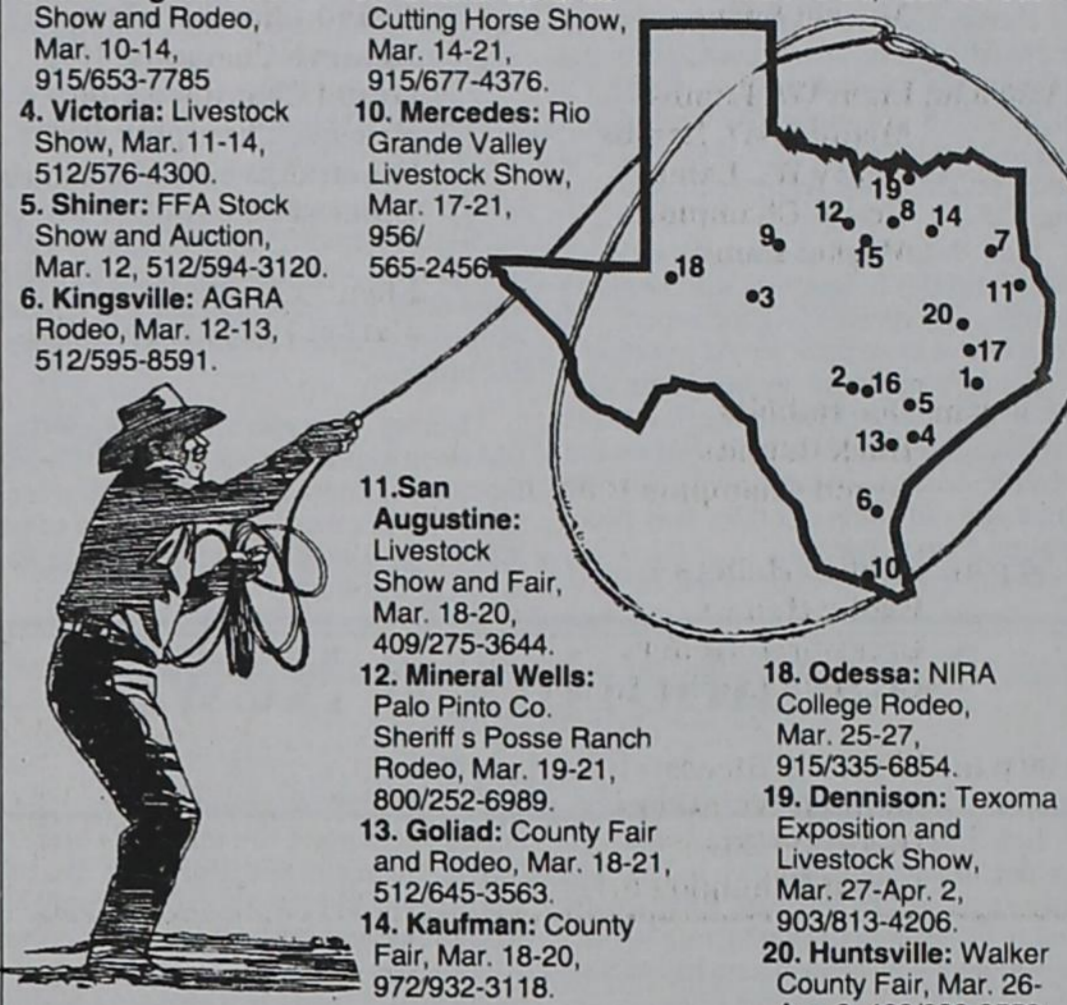 Show and Rodeo,
Mar. 10-14,
915/653-7785
4. Victoria: Livestock
Show, Mar. 11-14,
512/576-4300.
5. Shiner: FFA Stock
Show and Auction,
Mar. 12, 512/594-3120.
6. Kingsville: AGRA
Rodeo, Mar. 12-13,
512/595-8591.
Cutting Horse Show,
Mar. 14-21,
915/677-4376.
10. Mercedes: Rio
Grande Valley
Livestock Show,
Mar. 17-21,
956/
565-2456
19
12
8
14
9
15
7
18
3
11
20
17
2
16
1
5
13
4
6
10
11.San
Augustine:
Livestock
Show and Fair,
Mar. 18-20,
409/275-3644.
12. Mineral Wells:
Palo Pinto Co.
Sheriff s Posse Ranch
Rodeo, Mar. 19-21,
800/252-6989.
13. Goliad: County Fair
and Rodeo, Mar. 18-21,
512/645-3563.
14. Kaufman: County
Fair, Mar. 18-20,
972/932-3118.
18. Odessa: NIRA
College Rodeo,
Mar. 25-27,
915/335-6854.
19. Dennison: Texoma
Exposition and
Livestock Show,
Mar. 27-Apr. 2,
903/813-4206.
20. Huntsville: Walker
County Fair, Mar. 26-